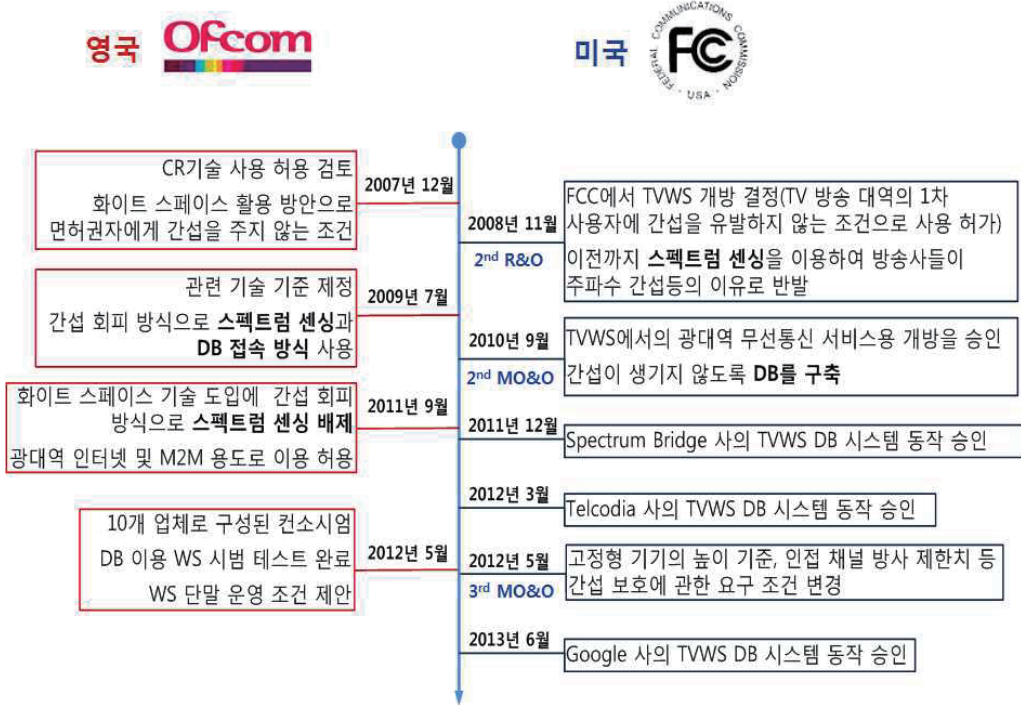 영국 Ofcom
미국 FCC
FEDERAL COMMUNICATIONS COMMISSION · USA ·
CR기술 사용 허용 검토
화이트 스페이스 활용 방안으로
면허권자에게 간섭을 주지 않는 조건
2007년 12월
2008년 11월
2nd R&O
FCC에서 TVWS 개방 결정(TV 방송 대역의 1차
사용자에 간섭을 유발하지 않는 조건으로 사용 허가)
이전까지 스펙트럼 센싱을 이용하여 방송사들이
주파수 간섭등의 이유로 반발
관련 기술 기준 제정
간섭 회피 방식으로 스펙트럼 센싱과
DB 접속 방식 사용
2009년 7월
2010년 9월
2nd MO&O
TVWS에서의 광대역 무선통신 서비스용 개방을 승인
간섭이 생기지 않도록 DB를 구축
화이트 스페이스 기술 도입에 간섭 회피
방식으로 스펙트럼 센싱 배제
광대역 인터넷 및 M2M 용도로 이용 허용
2011년 9월
2011년 12월
Spectrum Bridge 사의 TVWS DB 시스템 동작 승인
2012년 3월
Telcodia 사의 TVWS DB 시스템 동작 승인
10개 업체로 구성된 컨소시엄
DB 이용 WS 시범 테스트 완료
WS 단말 운영 조건 제안
2012년 5월
2012년 5월
3rd MO&O
고정형 기기의 높이 기준, 인접 채널 방사 제한치 등
간섭 보호에 관한 요구 조건 변경
2013년 6월
Google 사의 TVWS DB 시스템 동작 승인